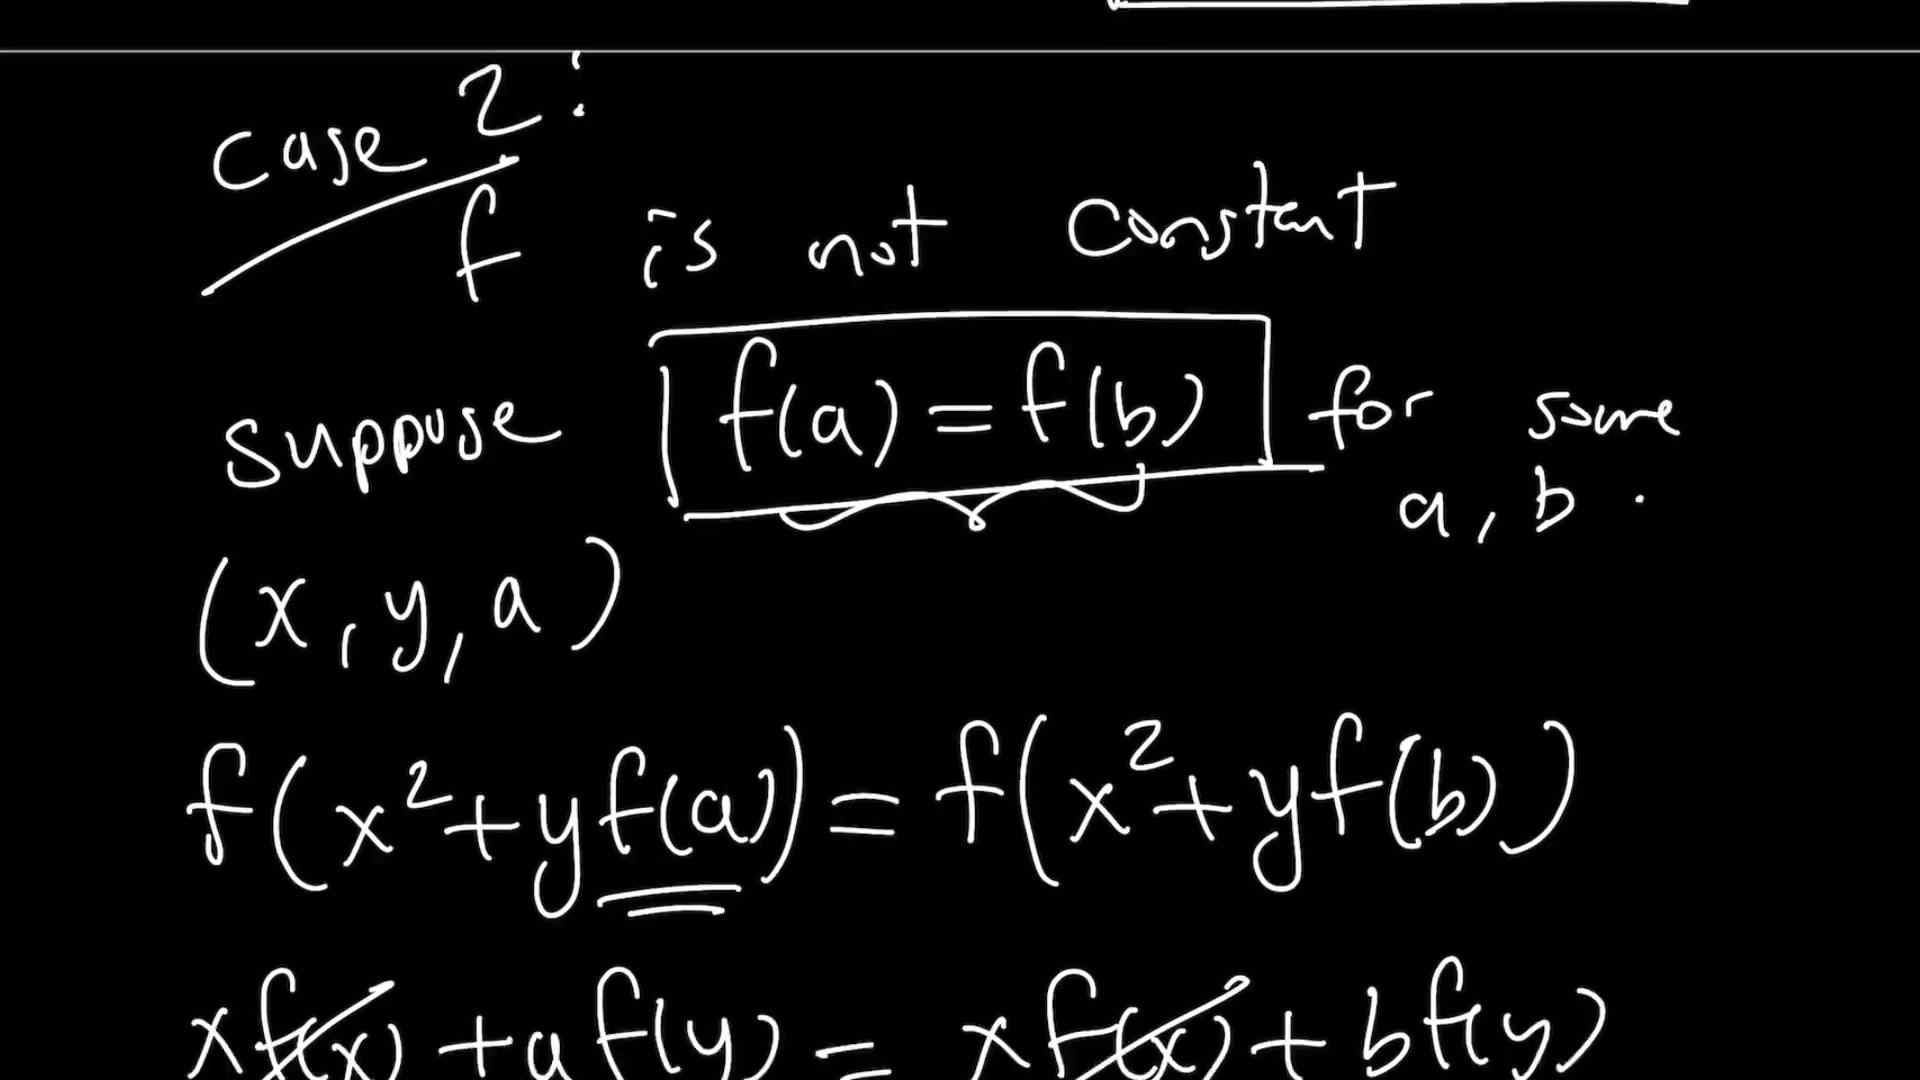 case 2:
f is not constant
suppose f(a) = f(b) for some
a, b.
(x, y, a)
f(x²+yf(a)) = f(x²+yf(b))
xf(x) + af(y) = xf(x) + bf(y)